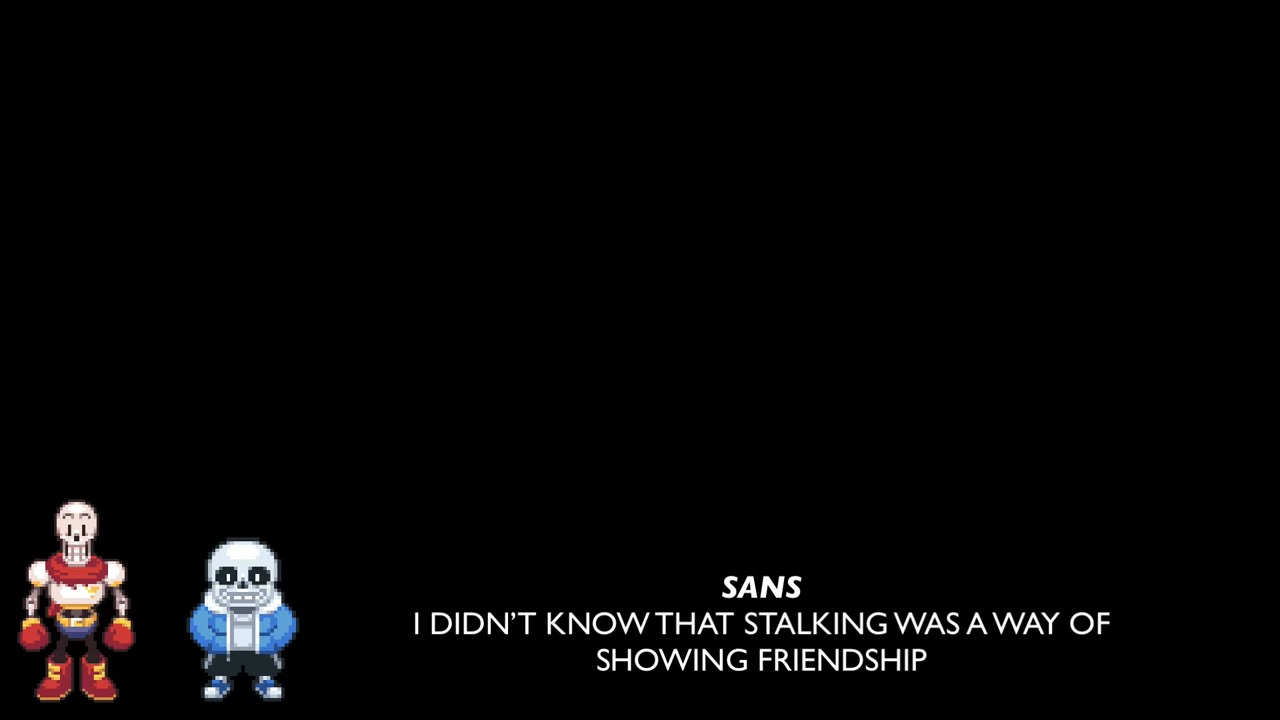 SANS
I DIDN'T KNOW THAT STALKING WAS A WAY OF
SHOWING FRIENDSHIP